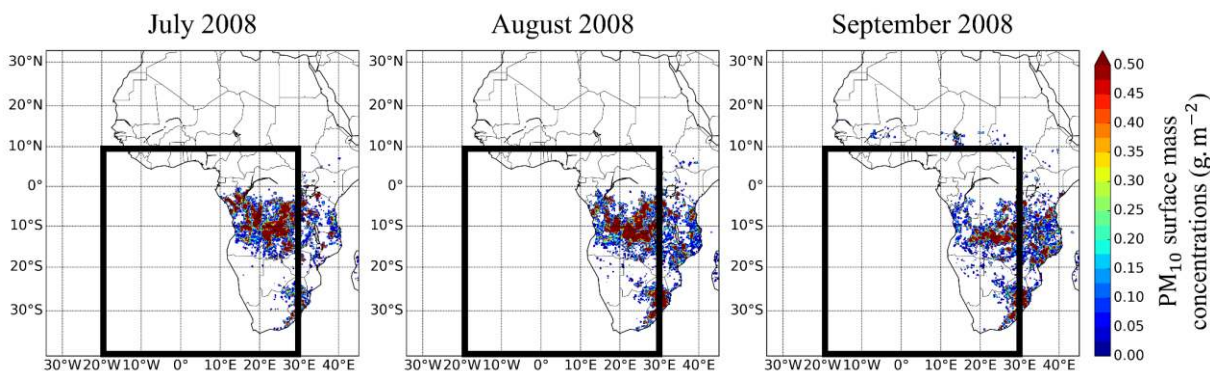 July 2008
August 2008
September 2008
30°N
20°N
10°N
0°
10°S
20°S
30°S
30°W 20°W 10°W 0° 10°E 20°E 30°E 40°E
30°N
20°N
10°N
0°
10°S
20°S
30°S
30°W 20°W 10°W 0° 10°E 20°E 30°E 40°E
30°N
20°N
10°N
0°
10°S
20°S
30°S
30°W 20°W 10°W 0° 10°E 20°E 30°E 40°E
0.50
0.45
0.40
0.35
0.30
0.25
0.20
0.15
0.10
0.05
0.00
PM₁₀ surface mass
concentrations (g. m⁻²)